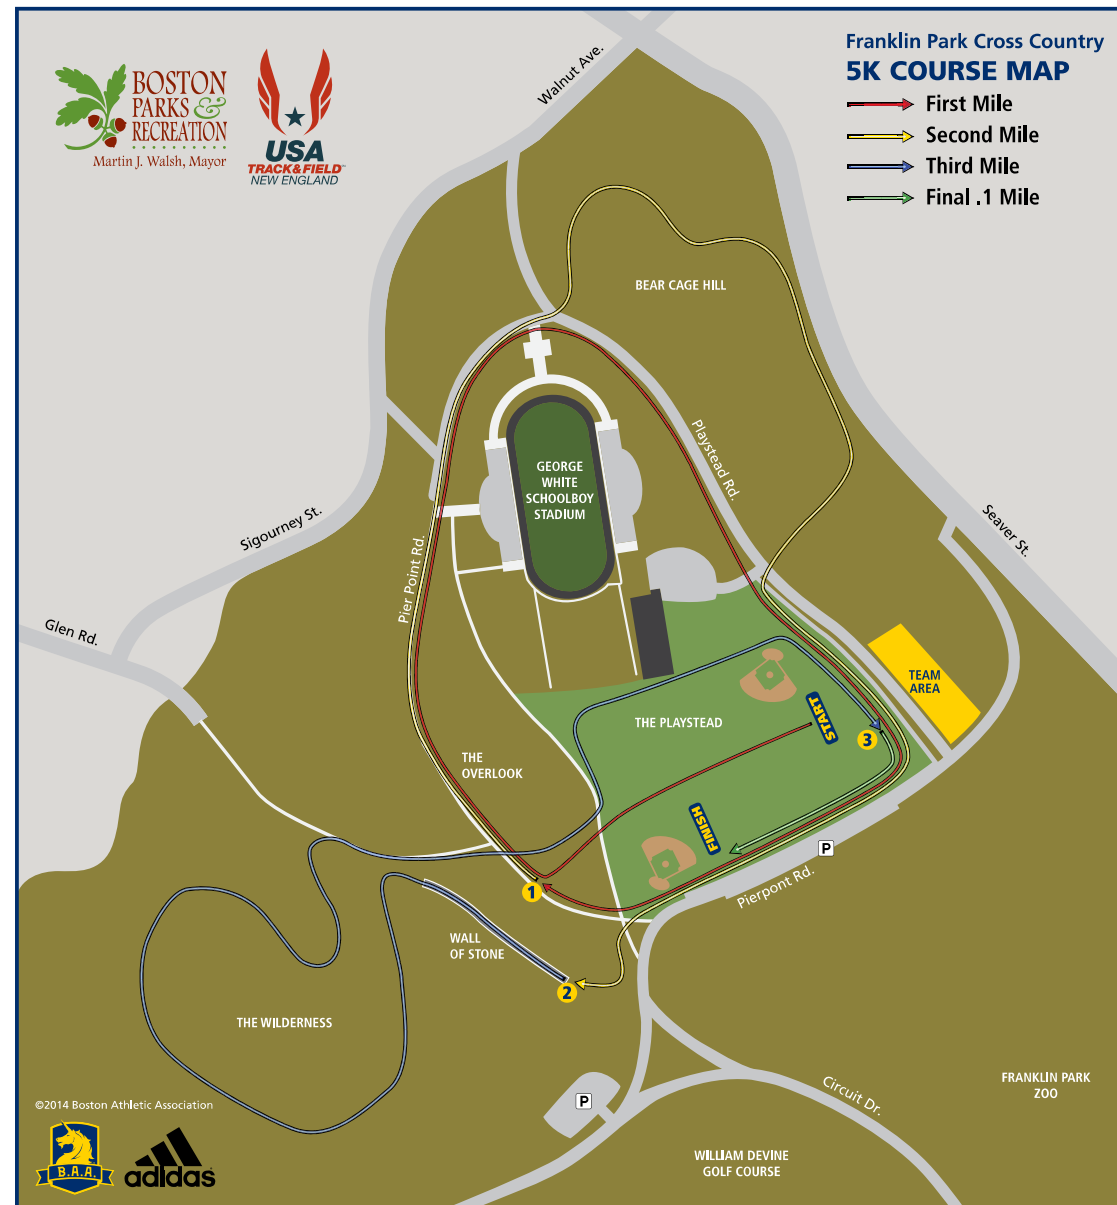 Franklin Park Cross Country
5K COURSE MAP
First Mile
Second Mile
Third Mile
Final .1 Mile
BOSTON
PARKS &
RECREATION
Martin J. Walsh, Mayor
USA
TRACK&FIELD™
NEW ENGLAND
Walnut Ave.
BEAR CAGE HILL
Playstead Rd.
GEORGE
WHITE
SCHOOLBOY
STADIUM
Sigourney St.
Seaver St.
Pier Point Rd.
Glen Rd.
TEAM
AREA
THE PLAYSTEAD
START
3
THE
OVERLOOK
FINISH
P
1
Pierpont Rd.
WALL
OF STONE
2
THE WILDERNESS
FRANKLIN PARK
ZOO
Circuit Dr.
P
©2014 Boston Athletic Association
B.A.A.
adidas
WILLIAM DEVINE
GOLF COURSE